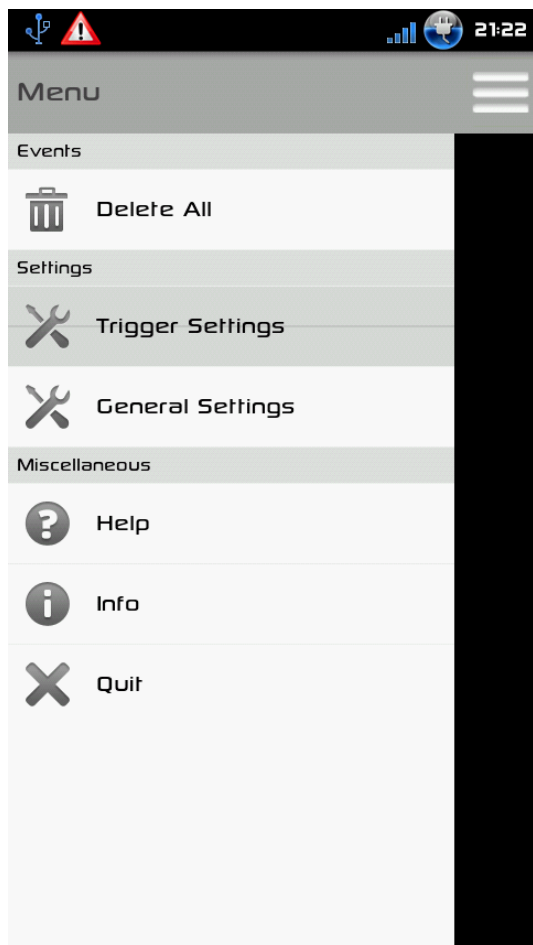 21:22
Menu
Events
Delete All
Settings
Trigger Settings
General Settings
Miscellaneous
Help
Info
Quit